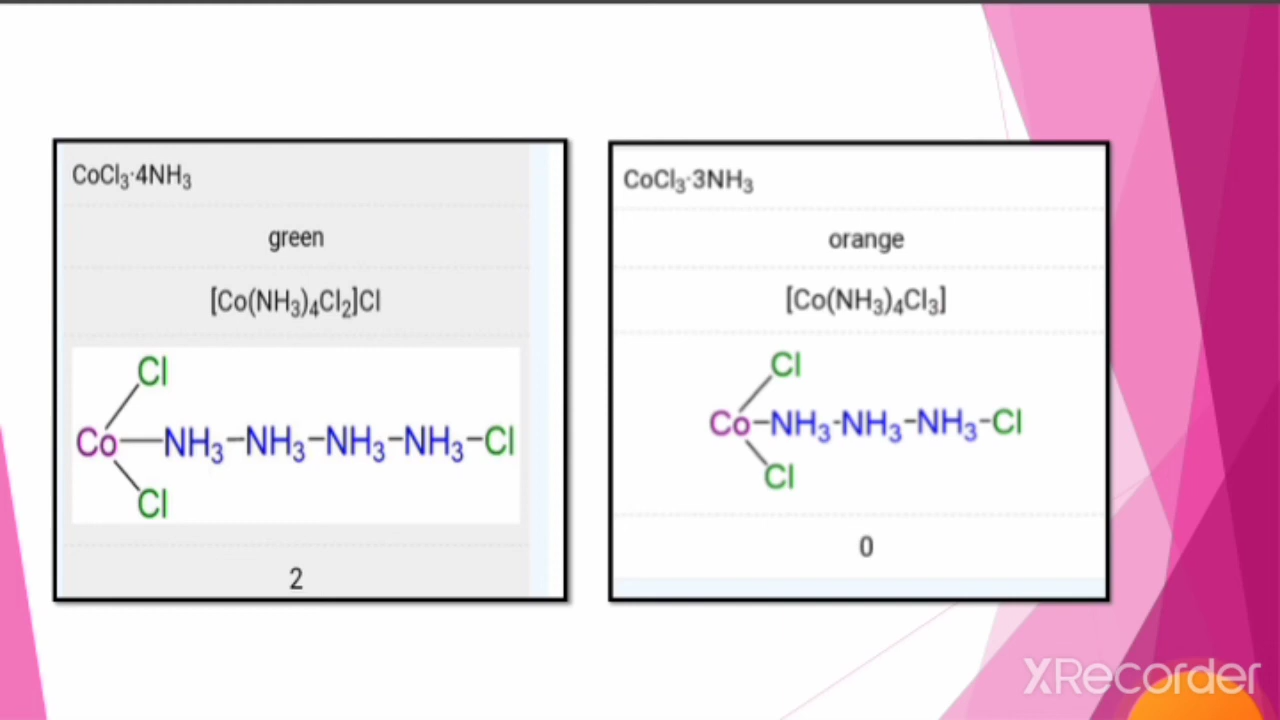 CoCl₃·4NH₃
green
[Co(NH₃)₄Cl₂]Cl
Cl
Co—NH₃–NH₃–NH₃–NH₃–Cl
Cl
2
CoCl₃·3NH₃
orange
[Co(NH₃)₄Cl₃]
Cl
Co–NH₃-NH₃-NH₃-Cl
Cl
0
XRecorder